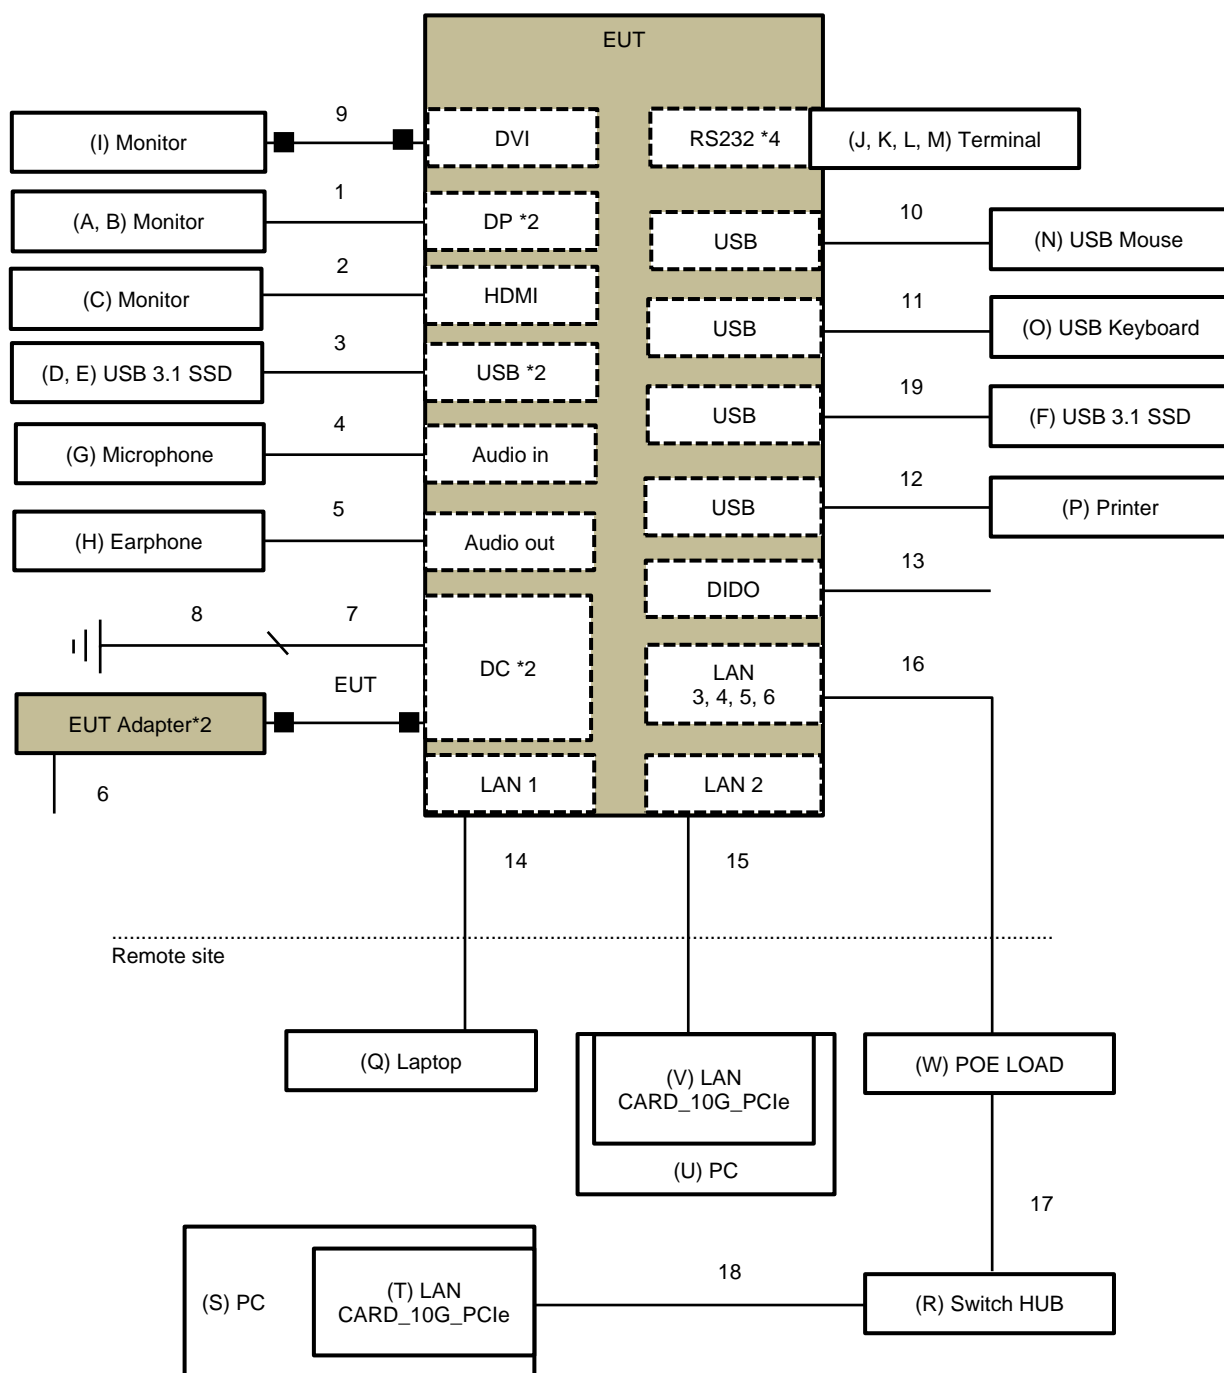 EUT
9
(I) Monitor
DVI
RS232 *4
(J, K, L, M) Terminal
1
(A, B) Monitor
DP *2
10
USB
(N) USB Mouse
2
(C) Monitor
HDMI
11
USB
(O) USB Keyboard
3
(D, E) USB 3.1 SSD
USB *2
19
USB
(F) USB 3.1 SSD
4
(G) Microphone
Audio in
12
USB
(P) Printer
5
(H) Earphone
Audio out
13
DIDO
8
7
DC *2
LAN
3, 4, 5, 6
16
EUT
EUT Adapter*2
6
LAN 1
LAN 2
14
15
Remote site
(Q) Laptop
(V) LAN
CARD_10G_PCIe
(U) PC
(W) POE LOAD
17
(S) PC
(T) LAN
CARD_10G_PCIe
18
(R) Switch HUB